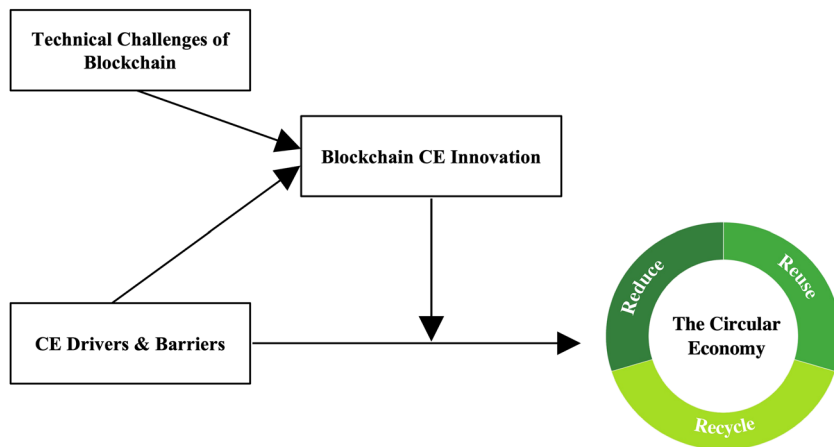 Technical Challenges of
Blockchain
Blockchain CE Innovation
CE Drivers & Barriers
Reduce
Reuse
The Circular
Economy
Recycle